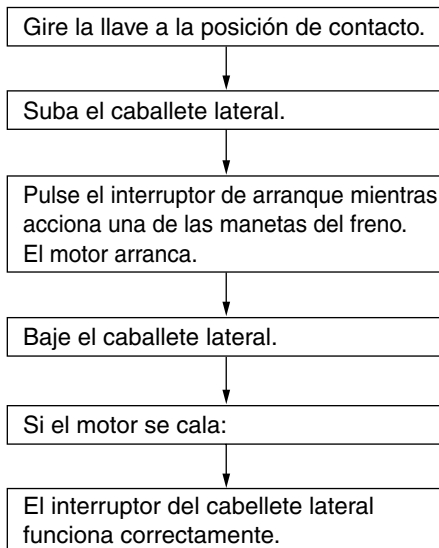 Gire la llave a la posición de contacto.
Suba el caballete lateral.
Pulse el interruptor de arranque mientras
acciona una de las manetas del freno.
El motor arranca.
Baje el caballete lateral.
Si el motor se cala:
El interruptor del cabellete lateral
funciona correctamente.